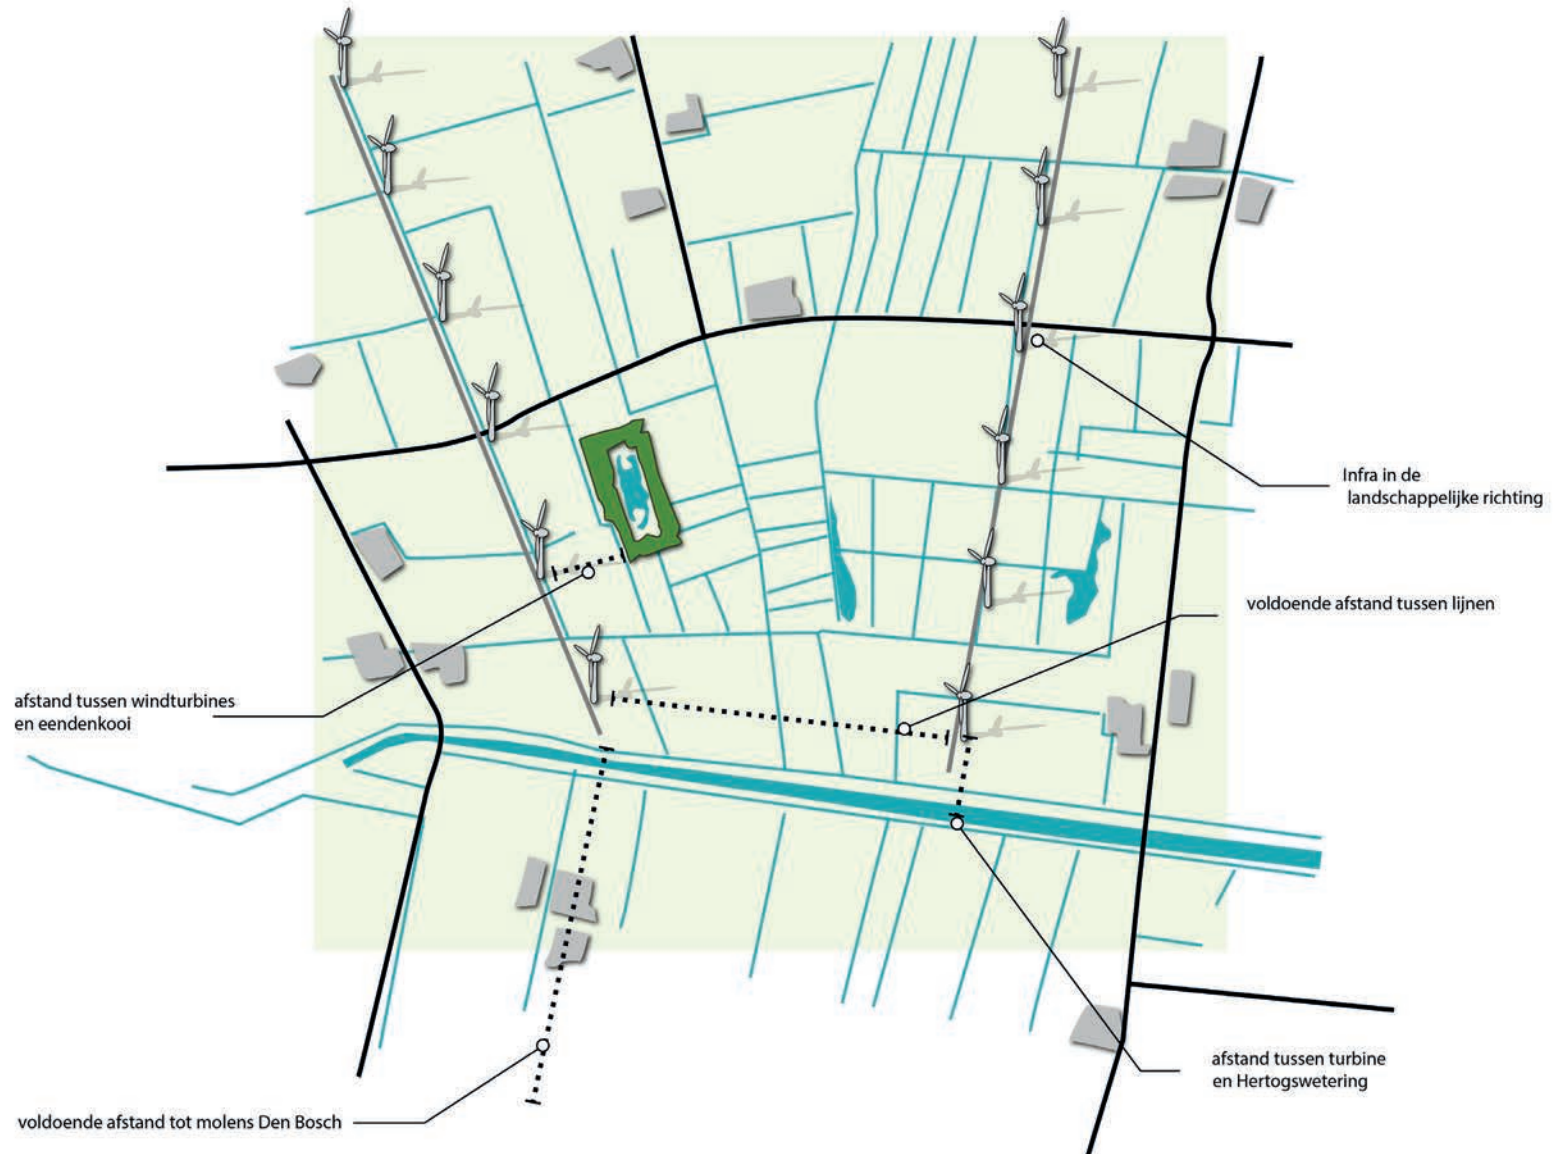 Infra in de
landschappelijke richting
voldoende afstand tussen lijnen
afstand tussen windturbines
en eendenkooi
afstand tussen turbine
en Hertogswetering
voldoende afstand tot molens Den Bosch